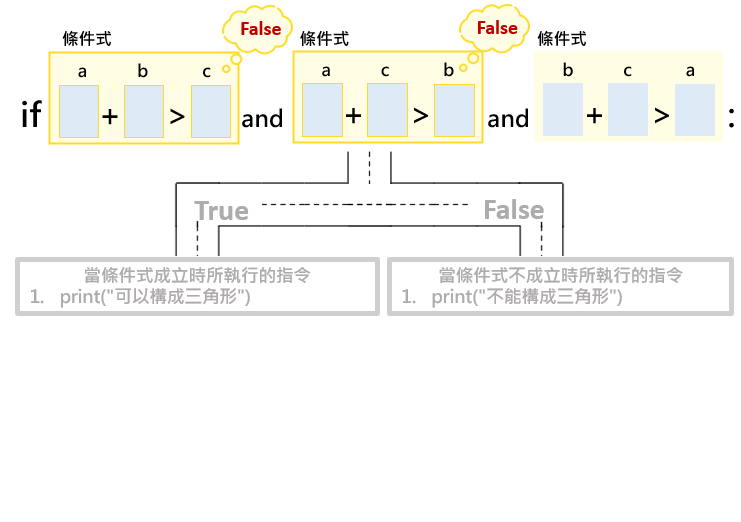 False False
條件式 條件式 條件式
a b c a c b b c a
if + > and + > and + > :
True False
當條件式成立時所執行的指令
1. print("可以構成三角形")
當條件式不成立時所執行的指令
1. print("不能構成三角形")